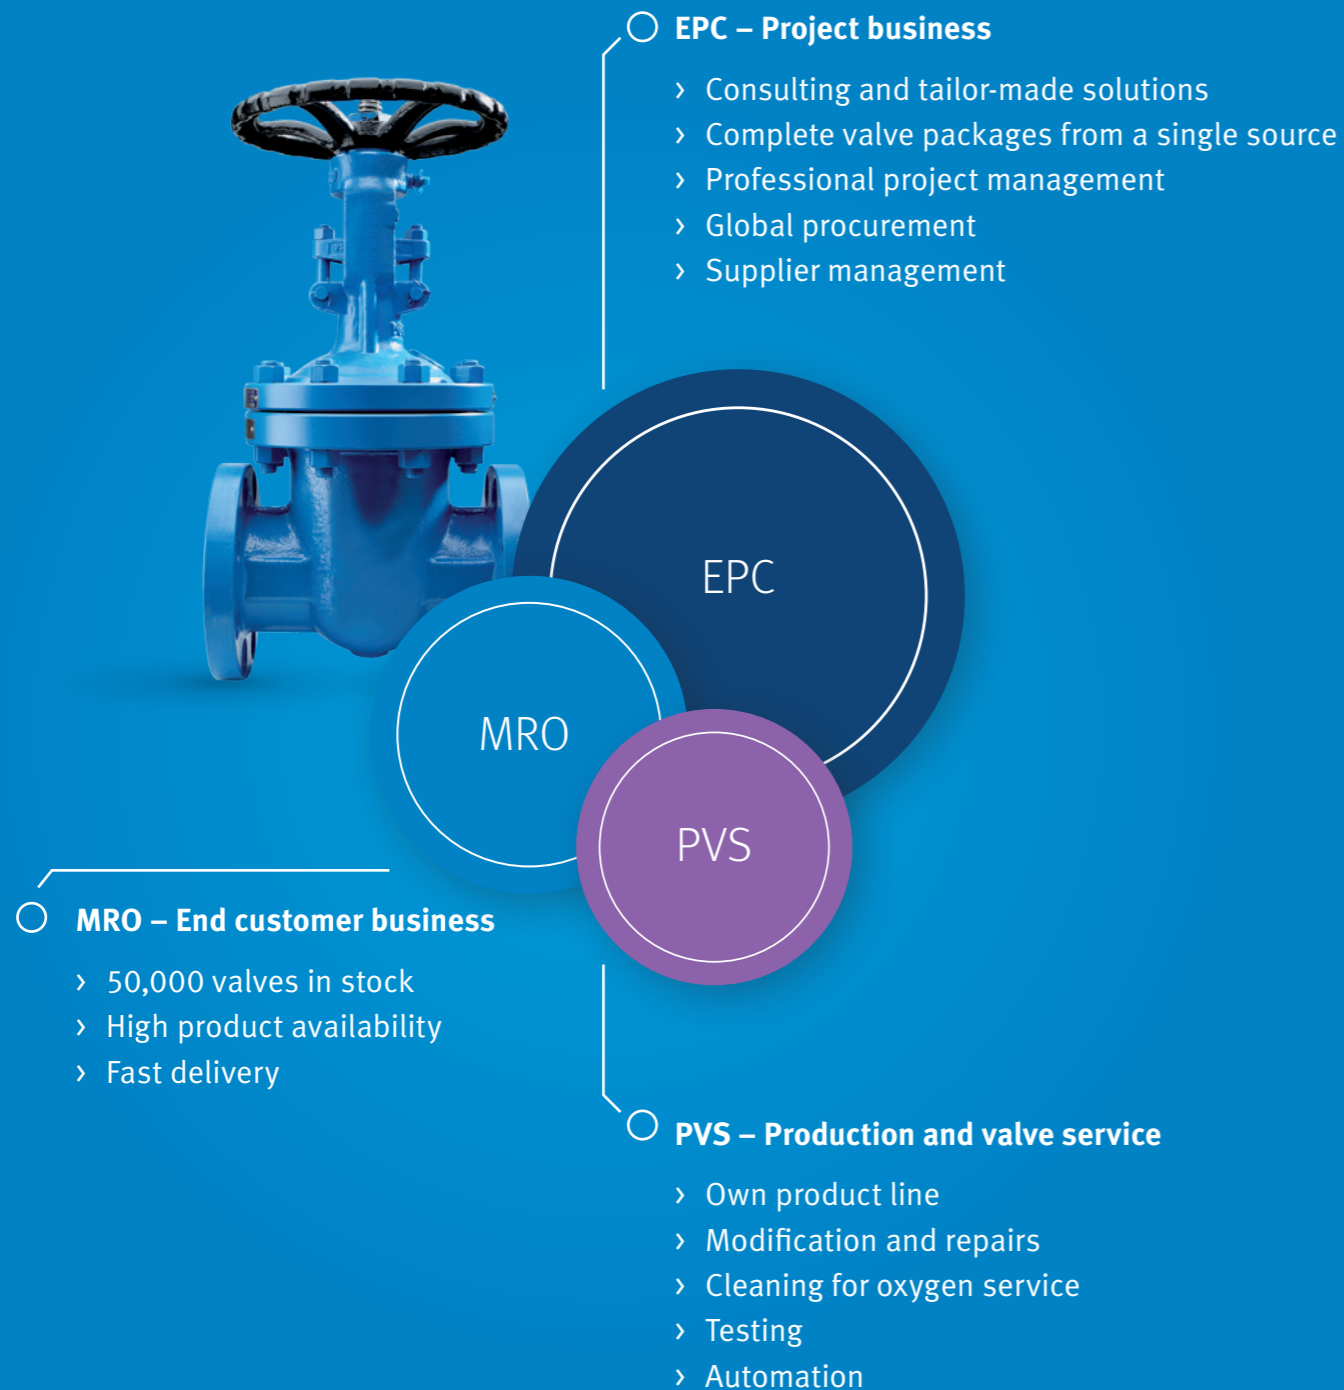 EPC – Project business
› Consulting and tailor-made solutions
› Complete valve packages from a single source
› Professional project management
› Global procurement
› Supplier management
EPC
MRO
PVS
MRO – End customer business
› 50,000 valves in stock
› High product availability
› Fast delivery
PVS – Production and valve service
› Own product line
› Modification and repairs
› Cleaning for oxygen service
› Testing
› Automation